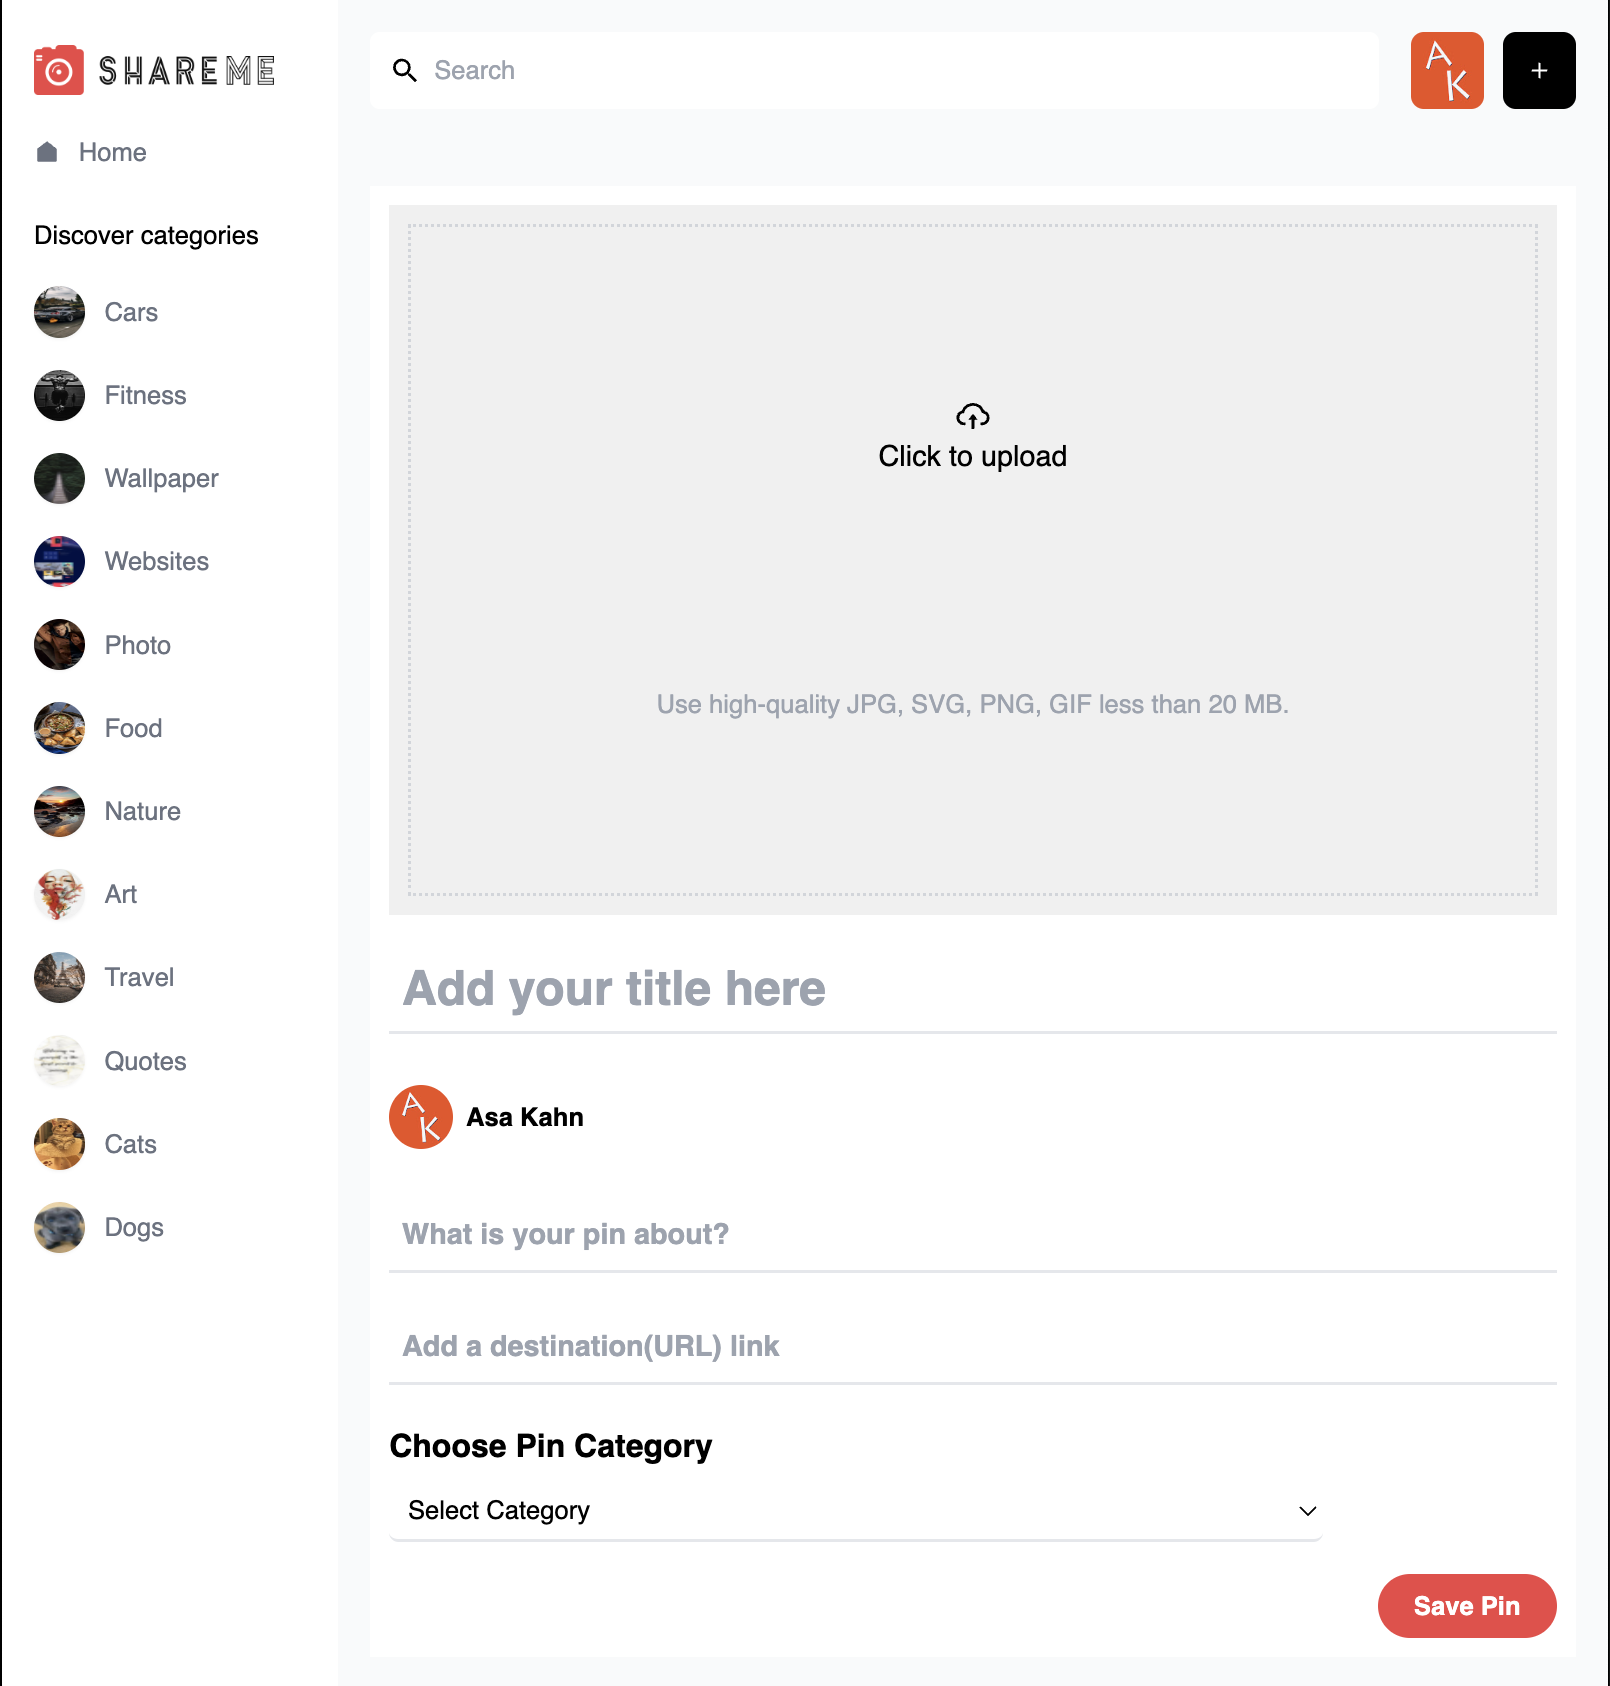 SHAREME
Home
Discover categories
Cars
Fitness
Wallpaper
Websites
Photo
Food
Nature
Art
Travel
Quotes
Cats
Dogs
Search
A
K
+
Click to upload
Use high-quality JPG, SVG, PNG, GIF less than 20 MB.
Add your title here
A
K
Asa Kahn
What is your pin about?
Add a destination(URL) link
Choose Pin Category
Select Category
Save Pin